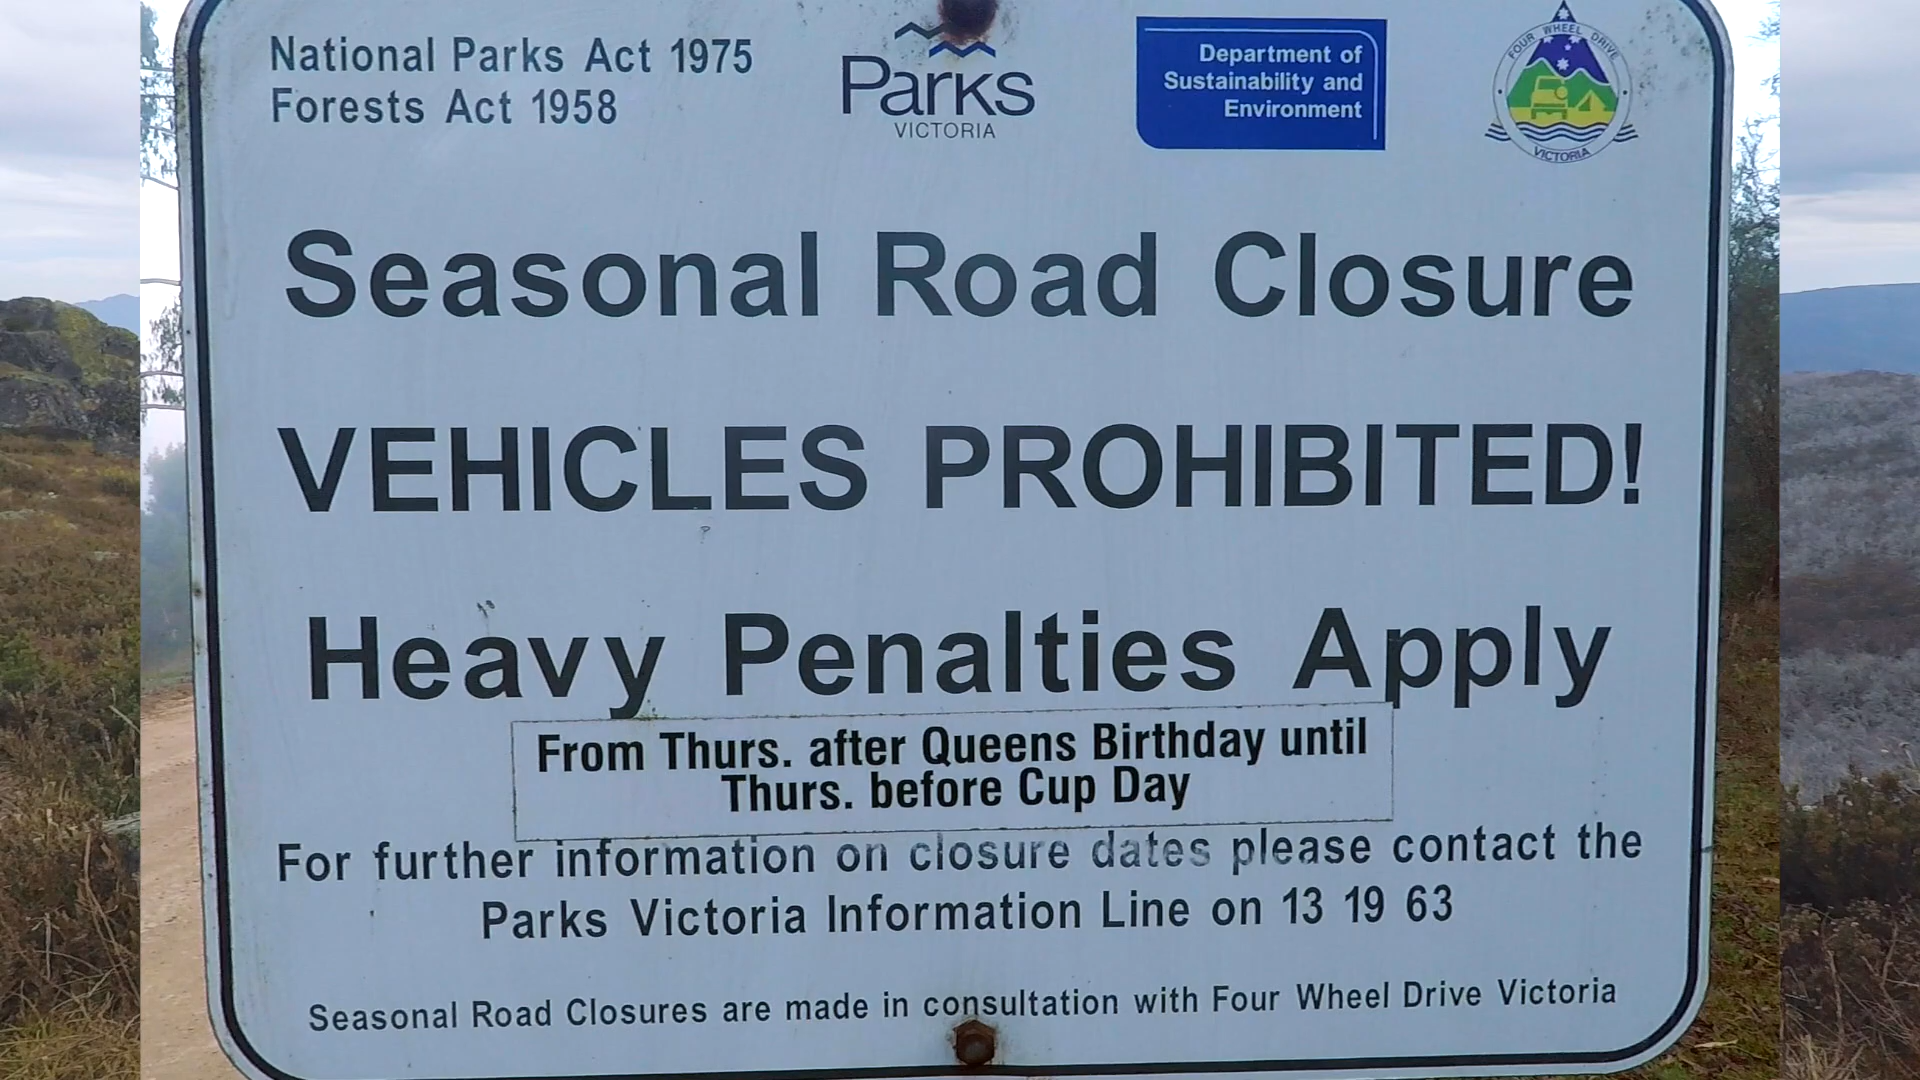 National Parks Act 1975
Forests Act 1958
Parks
VICTORIA
Department of
Sustainability and
Environment
FOUR WHEEL DRIVE
VICTORIA
Seasonal Road Closure
VEHICLES PROHIBITED!
Heavy Penalties Apply
From Thurs. after Queens Birthday until
Thurs. before Cup Day
For further information on closure dates please contact the
Parks Victoria Information Line on 13 19 63
Seasonal Road Closures are made in consultation with Four Wheel Drive Victoria